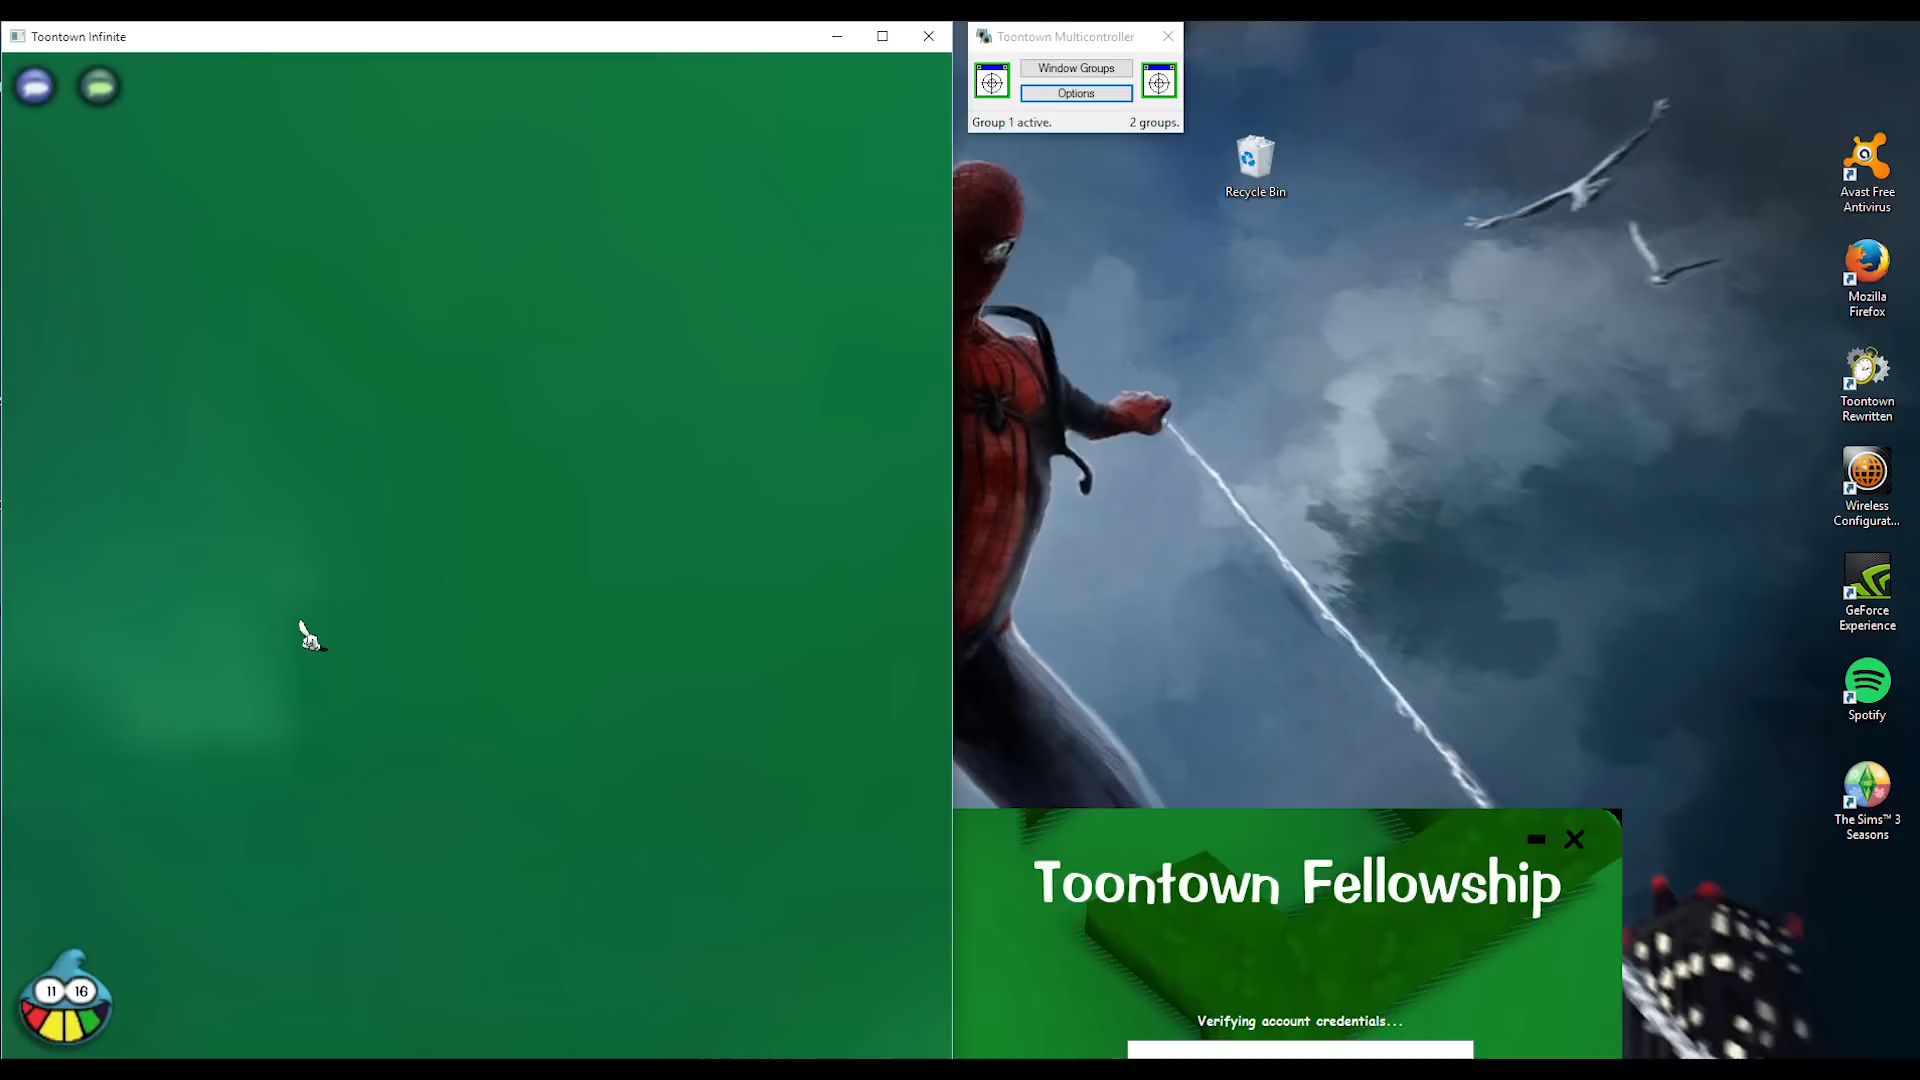 Toontown Infinite
Toontown Multicontroller
Window Groups
Options
Group 1 active.
2 groups.
Recycle Bin
Avast Free
Antivirus
Mozilla
Firefox
Toontown
Rewritten
Wireless
Configurat...
GeForce
Experience
Spotify
The Sims™ 3
Seasons
11 16
Toontown Fellowship
Verifying account credentials...